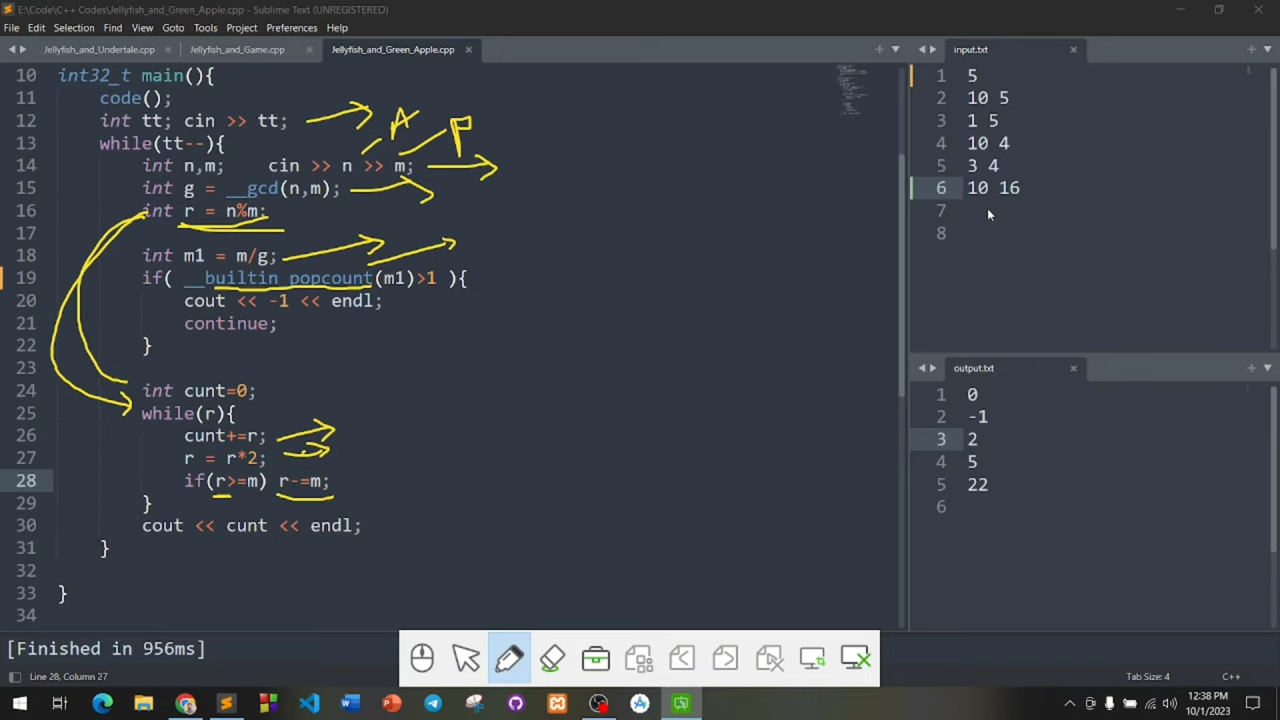 E:\Code\C++ Codes\Jellyfish_and_Green_Apple.cpp - Sublime Text (UNREGISTERED)
File Edit Selection Find View Goto Tools Project Preferences Help
Jellyfish_and_Undertale.cpp Jellyfish_and_Game.cpp Jellyfish_and_Green_Apple.cpp
10 int32_t main(){
11 code();
12 int tt; cin >> tt;
13 while(tt--){
14 int n,m; cin >> n >> m;
15 int g = __gcd(n,m);
16 int r = n%m;
17
18 int m1 = m/g;
19 if( __builtin_popcount(m1)>1 ){
20 cout << -1 << endl;
21 continue;
22 }
23
24 int cunt=0;
25 while(r){
26 cunt+=r;
27 r = r*2;
28 if(r>=m) r-=m;
29 }
30 cout << cunt << endl;
31 }
32
33 }
34
A P
input.txt
1 5
2 10 5
3 1 5
4 10 4
5 3 4
6 10 16
7
8
output.txt
1 0
2 -1
3 2
4 5
5 22
6
[Finished in 956ms]
Line 28, Column 27 Tab Size: 4 C++
12:38 PM
10/1/2023